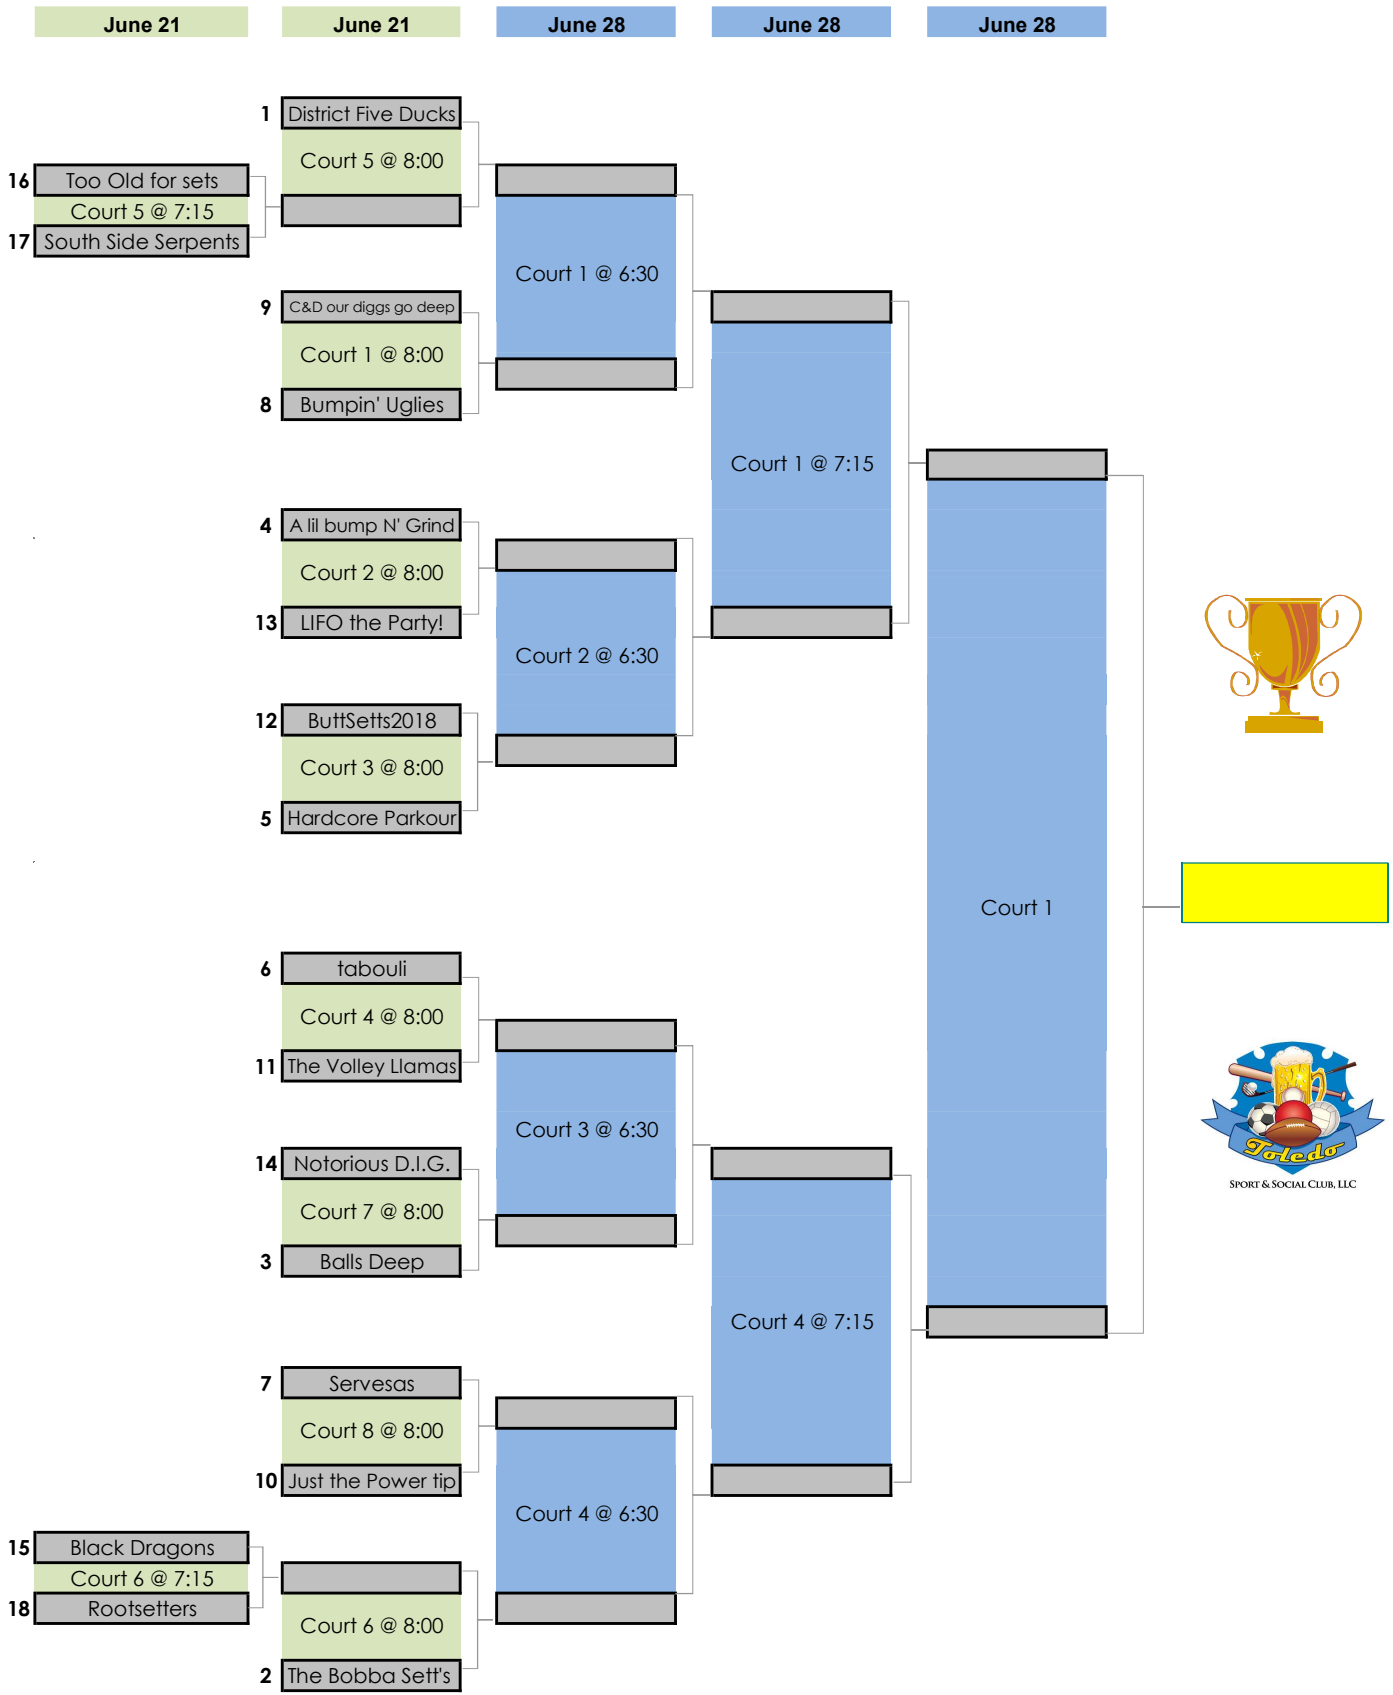 June 21 June 21 June 28 June 28 June 28
1 District Five Ducks
Court 5 @ 8:00
16 Too Old for sets
Court 5 @ 7:15
17 South Side Serpents
Court 1 @ 6:30
9 C&D our diggs go deep
Court 1 @ 8:00
8 Bumpin' Uglies
Court 1 @ 7:15
4 A lil bump N' Grind
Court 2 @ 8:00
13 LIFO the Party!
Court 2 @ 6:30
12 ButtSetts2018
Court 3 @ 8:00
5 Hardcore Parkour
Court 1
6 tabouli
Court 4 @ 8:00
11 The Volley Llamas
Court 3 @ 6:30
14 Notorious D.I.G.
Court 7 @ 8:00
3 Balls Deep
Toledo
SPORT & SOCIAL CLUB, LLC
Court 4 @ 7:15
7 Servesas
Court 8 @ 8:00
10 Just the Power tip
Court 4 @ 6:30
15 Black Dragons
Court 6 @ 7:15
18 Rootsetters
Court 6 @ 8:00
2 The Bobba Sett's